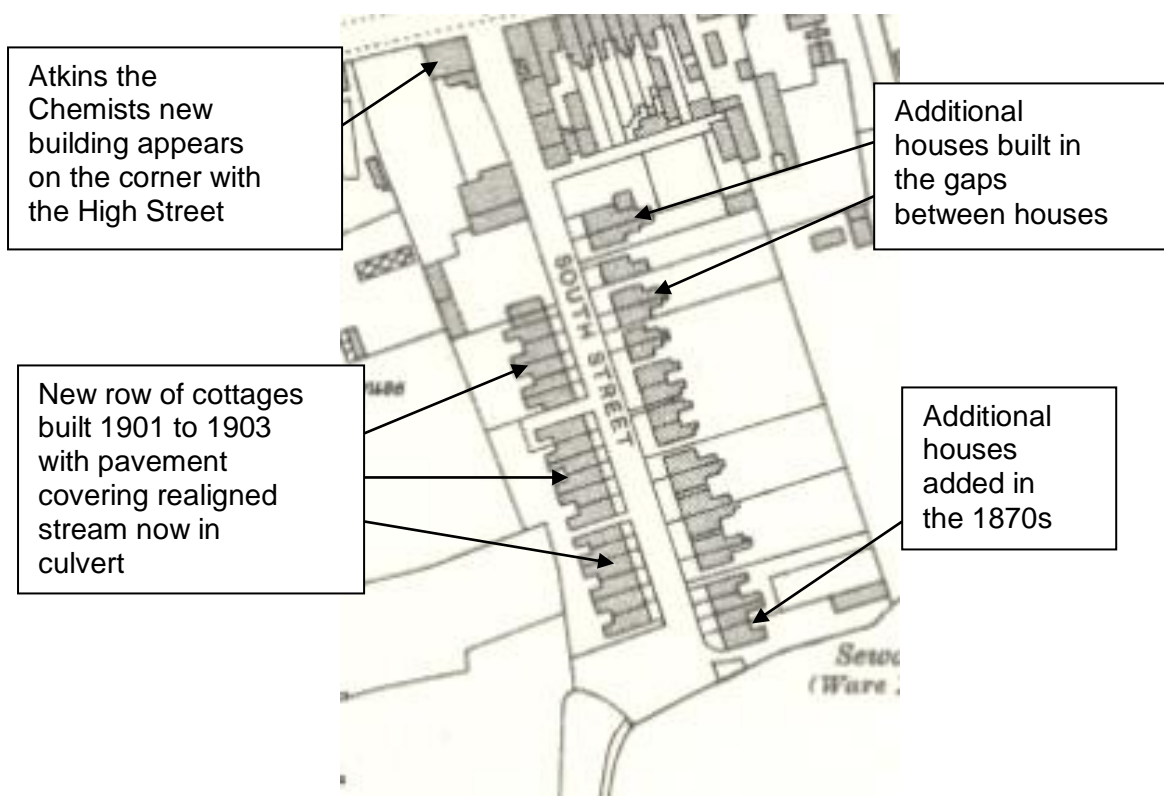 Atkins the
Chemists new
building appears
on the corner with
the High Street
Additional
houses built in
the gaps
between houses
SOUTH STREET
New row of cottages
built 1901 to 1903
with pavement
covering realigned
stream now in
culvert
Additional
houses
added in
the 1870s
(Ware